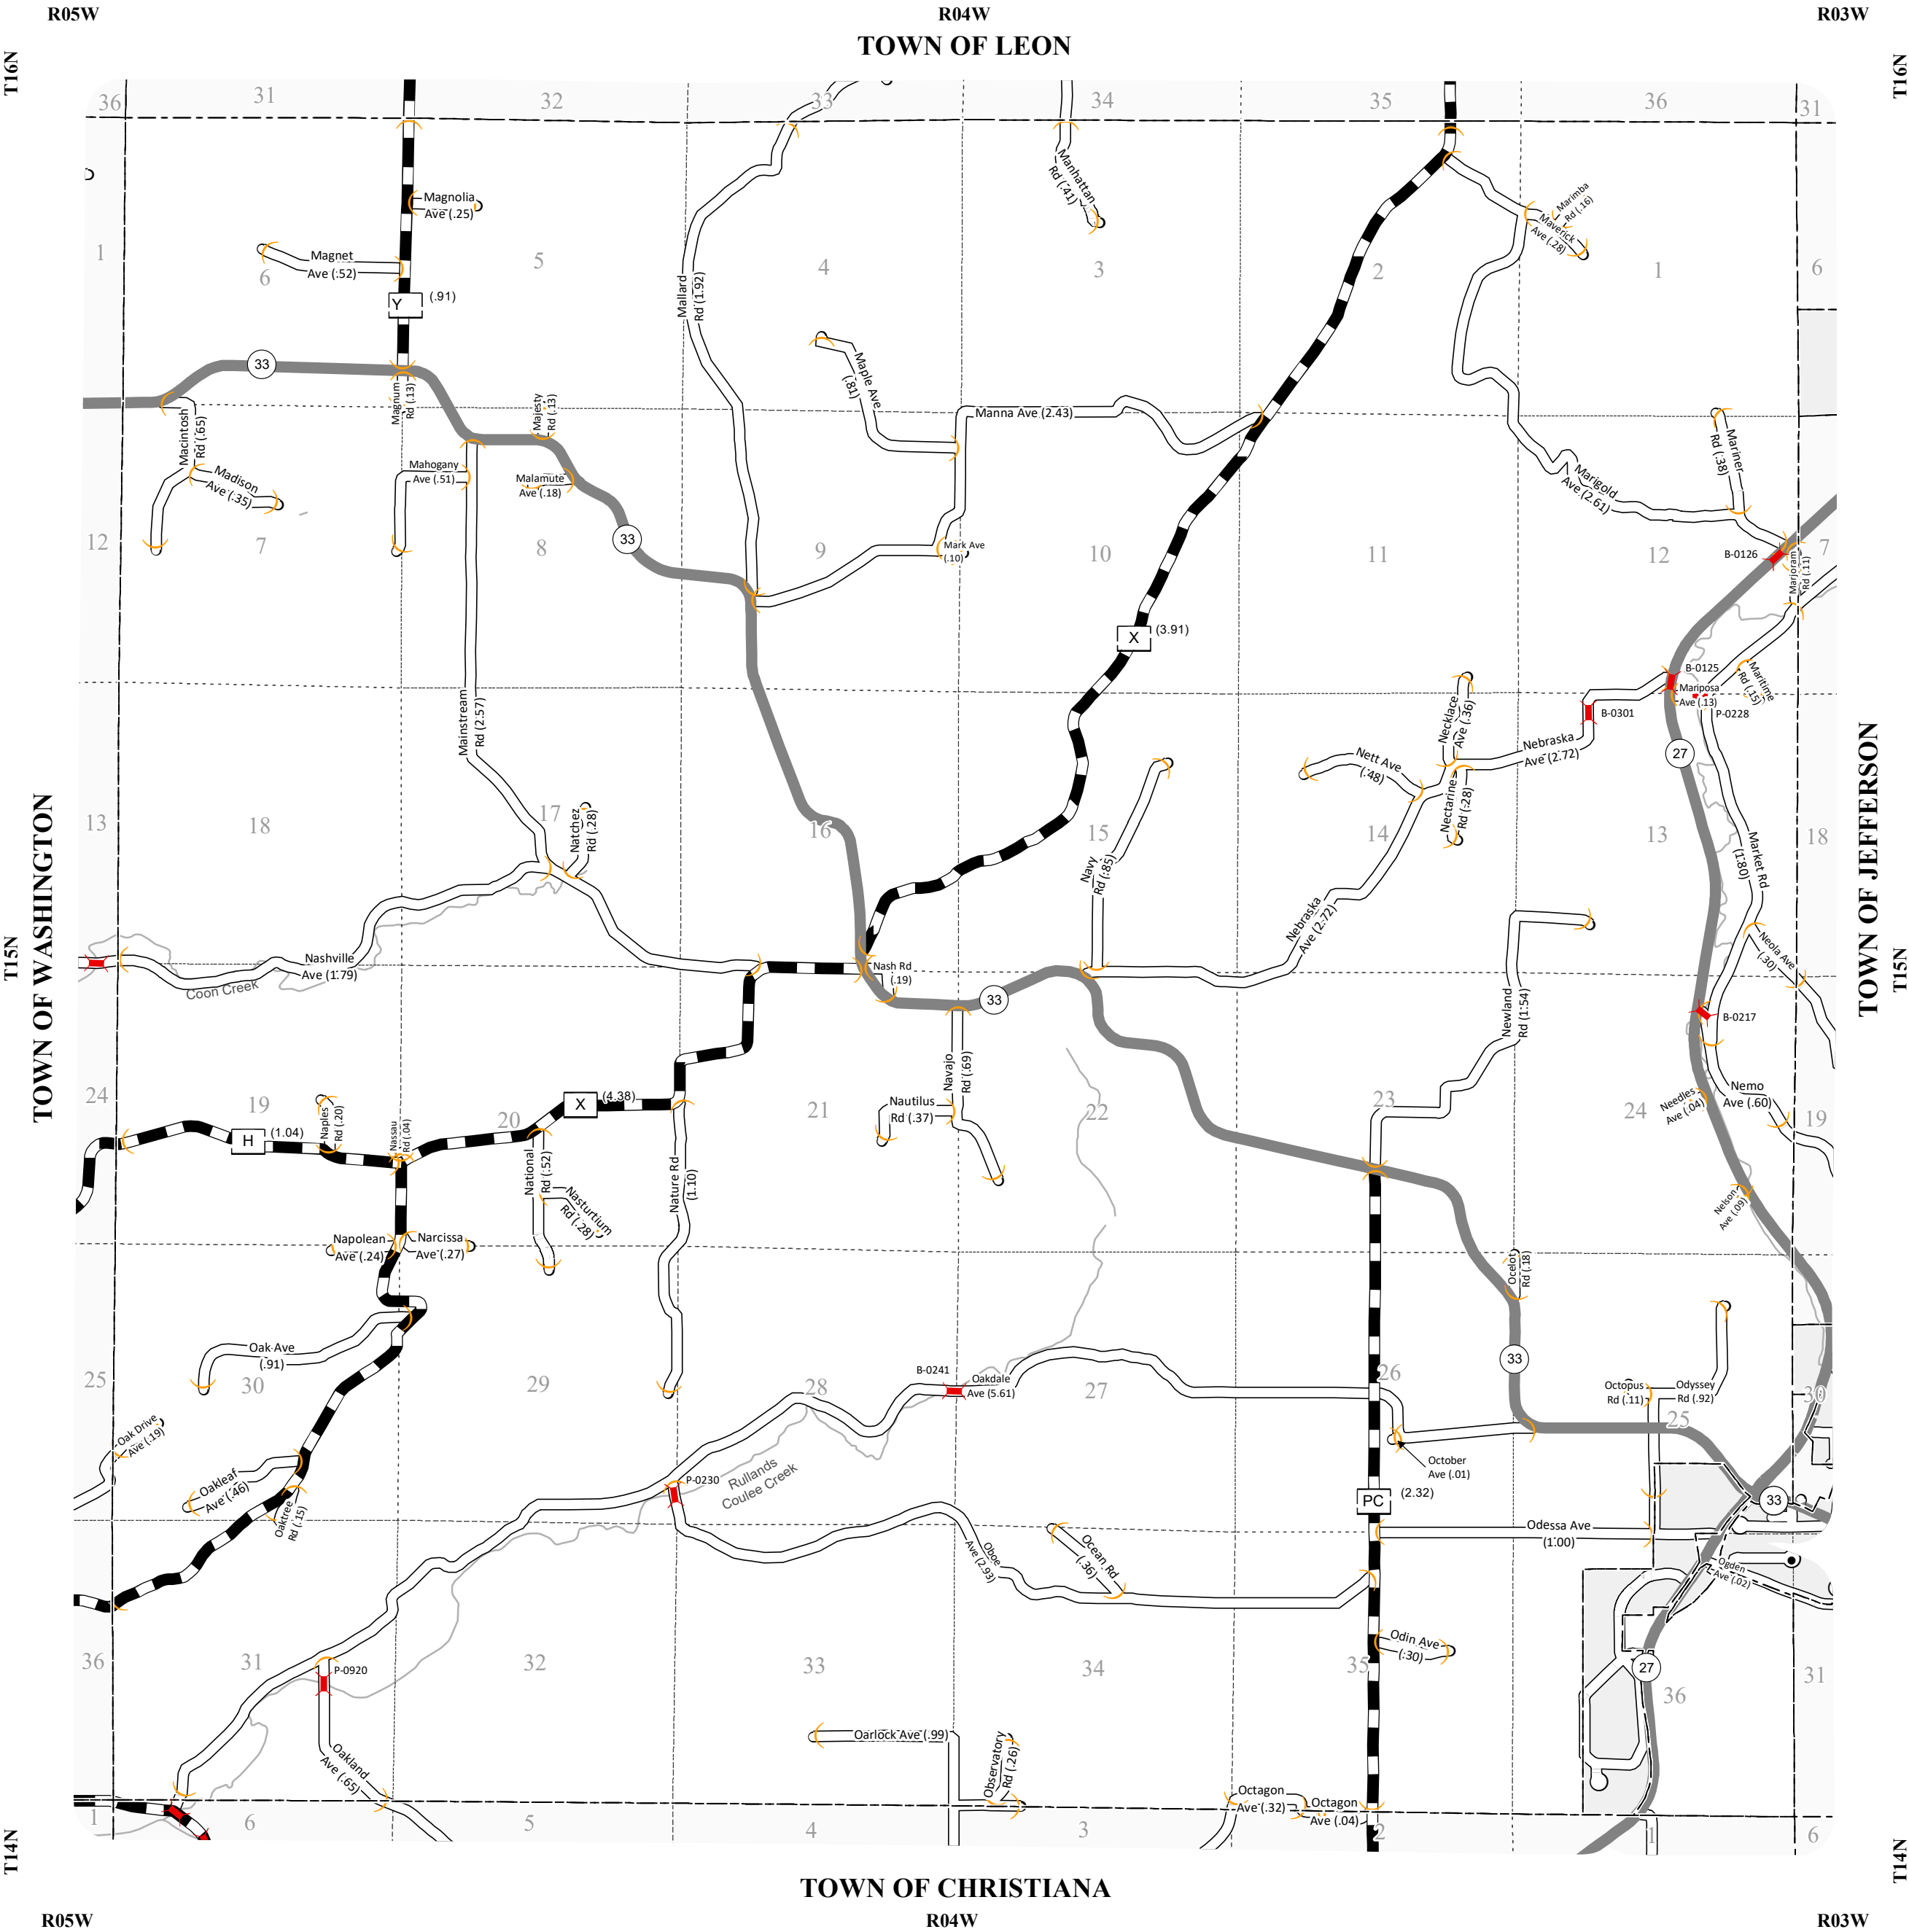 R05W
R04W
R03W
TOWN OF LEON
T16N
T16N
36
31
32
33
34
35
36
31
Manhattan
Rd (.41)
Marimba
Rd (.16)
Magnolia
Ave (.25)
Maverick
Ave (.28)
1
Magnet
Ave (.52)
6
5
4
3
2
1
6
Mallard
Rd (1.92)
Y
(.91)
33
Maple Ave
(.81)
Magnum
Rd (.13)
Majesty
Rd (.13)
Manna Ave (2.43)
Macintosh
Rd (.65)
Mariner
Rd (.38)
Madison
Ave (.35)
Mahogany
Ave (.51)
Malamute
Ave (.18)
Marigold
Ave (2.61)
12
7
8
33
9
Mark Ave
(.10)
10
11
12
B-0126
7
Marjoram
Rd (.11)
X
(3.91)
B-0125
Mariposa
Ave (.13)
Maritime
Rd (.15)
P-0228
B-0301
Mainstream
Rd (2.57)
Necklace
Ave (.36)
Nebraska
Ave (2.72)
27
Nett Ave
(.48)
Nectarine
Rd (.28)
TOWN OF WASHINGTON
TOWN OF JEFFERSON
13
18
17
Natchez
Rd (.28)
16
15
14
13
18
Navy
Rd (.85)
Market Rd
(1.80)
Nebraska
Ave (2.72)
Neola Ave
(.30)
T15N
T15N
Nashville
Ave (1.79)
Coon Creek
Nash Rd
(.19)
33
Newland
Rd (1.54)
B-0217
Navajo
Rd (.69)
Nautilus
Rd (.37)
24
19
20
21
22
23
24
19
Needles
Ave (.04)
Nemo
Ave (.60)
X
(4.38)
H
(1.04)
Naples
Rd (.20)
Nassau
Rd (.04)
National
Rd (.52)
Nasturtium
Rd (.28)
Nature Rd
(1.10)
Nelson
Ave (.09)
Napolean
Ave (.24)
Narcissa
Ave (.27)
Ocelot
Rd (.18
Oak Ave
(.91)
33
25
30
29
28
27
26
25
30
B-0241
Oakdale
Ave (5.61)
Octopus
Rd (.11)
Odyssey
Rd (.92)
Oak Drive
Ave (.19)
October
Ave (.01)
Oakleaf
Ave (.46)
Oaktree
Rd (.15)
P-0230
Rullands
Coulee Creek
PC
(2.32)
33
Odessa Ave
(1.00)
Oboe
Ave (2.93)
Ocean Rd
(.36)
Ogden
Ave (.02)
Odin Ave
(.30)
36
31
P-0920
32
33
34
35
27
36
31
Oarlock Ave (.99)
Observatory
Rd (.26)
Oakland
Ave (.65)
Octagon
Ave (.32)
Octagon
Ave (.04)
1
6
5
4
3
2
1
6
T14N
T14N
TOWN OF CHRISTIANA
R05W
R04W
R03W